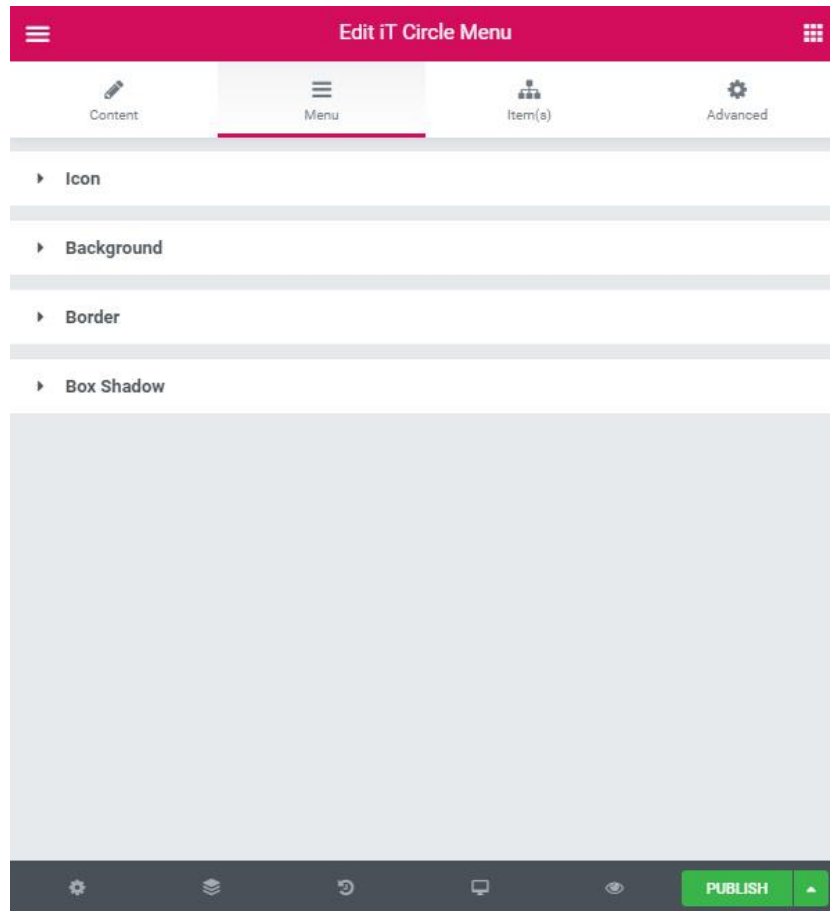 Edit iT Circle Menu
Content Menu Item(s) Advanced
Icon
Background
Border
Box Shadow
PUBLISH